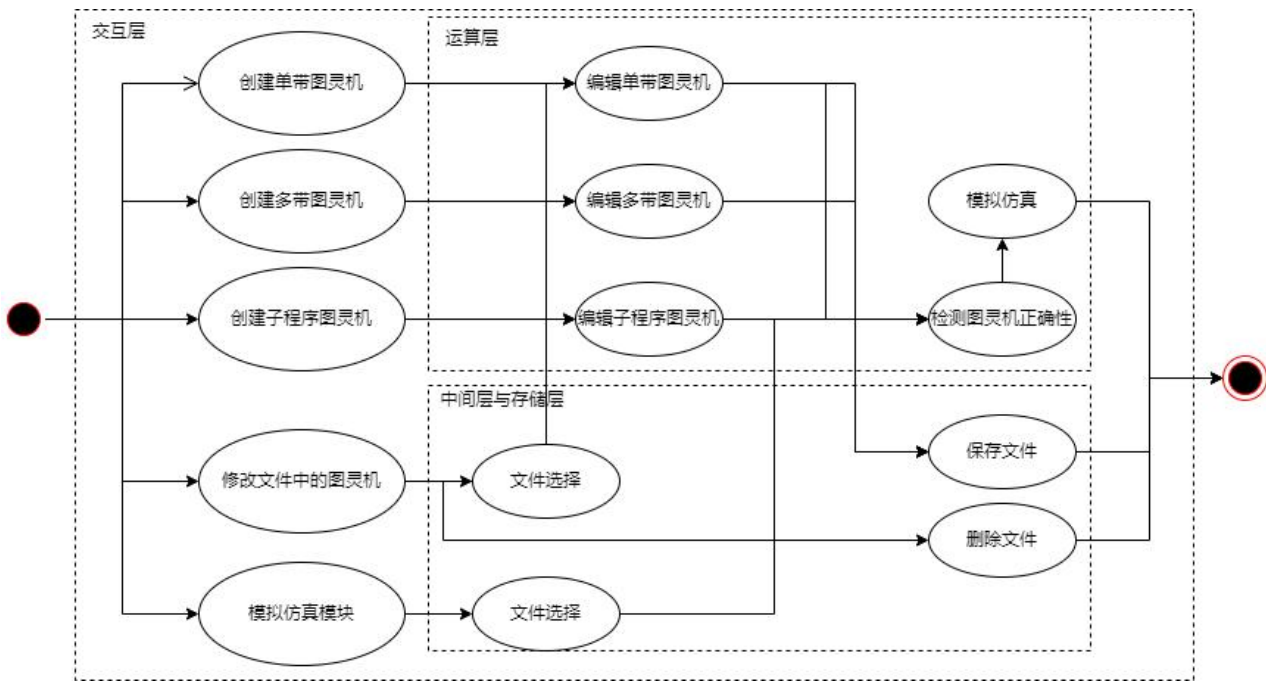 交互层
运算层
创建单带图灵机
编辑单带图灵机
创建多带图灵机
编辑多带图灵机
模拟仿真
创建子程序图灵机
编辑子程序图灵机
检测图灵机正确性
中间层与存储层
保存文件
修改文件中的图灵机
文件选择
删除文件
模拟仿真模块
文件选择